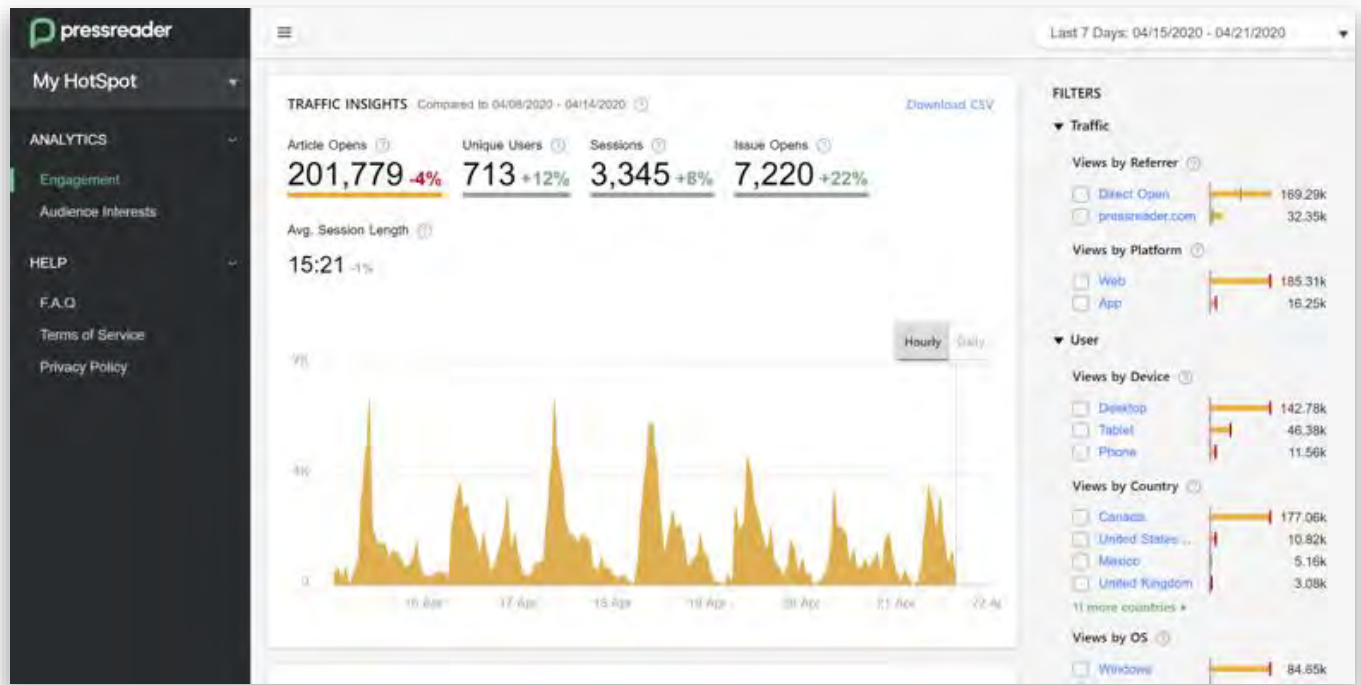 pressreader
My HotSpot
ANALYTICS
Engagement
Audience Interests
HELP
F.A.Q
Terms of Service
Privacy Policy
Last 7 Days: 04/15/2020 - 04/21/2020
TRAFFIC INSIGHTS Compared to 04/08/2020 - 04/14/2020
Download CSV
Article Opens
201,779 -4%
Unique Users
713 +12%
Sessions
3,345 +8%
Issue Opens
7,220 +22%
Avg. Session Length
15:21 -1%
Hourly Daily
0
16 Apr 17 Apr 18 Apr 19 Apr 20 Apr 21 Apr
FILTERS
Traffic
Views by Referrer
Direct Open 169.29k
pressreader.com 32.35k
Views by Platform
Web 185.31k
App 16.25k
User
Views by Device
Desktop 142.78k
Tablet 46.38k
Phone 11.56k
Views by Country
Canada 177.06k
United States ... 10.82k
Mexico 5.16k
United Kingdom 3.08k
11 more countries
Views by OS
Windows 84.65k